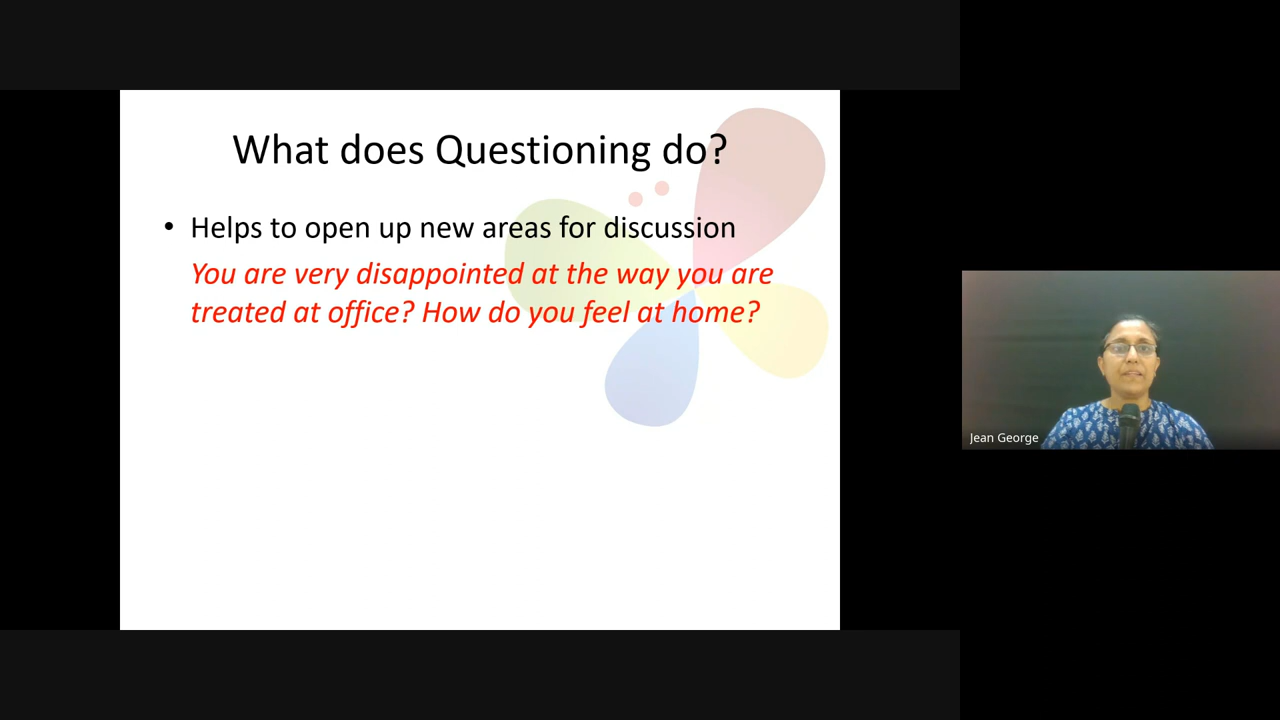 What does Questioning do?
• Helps to open up new areas for discussion
You are very disappointed at the way you are
treated at office? How do you feel at home?
Jean George